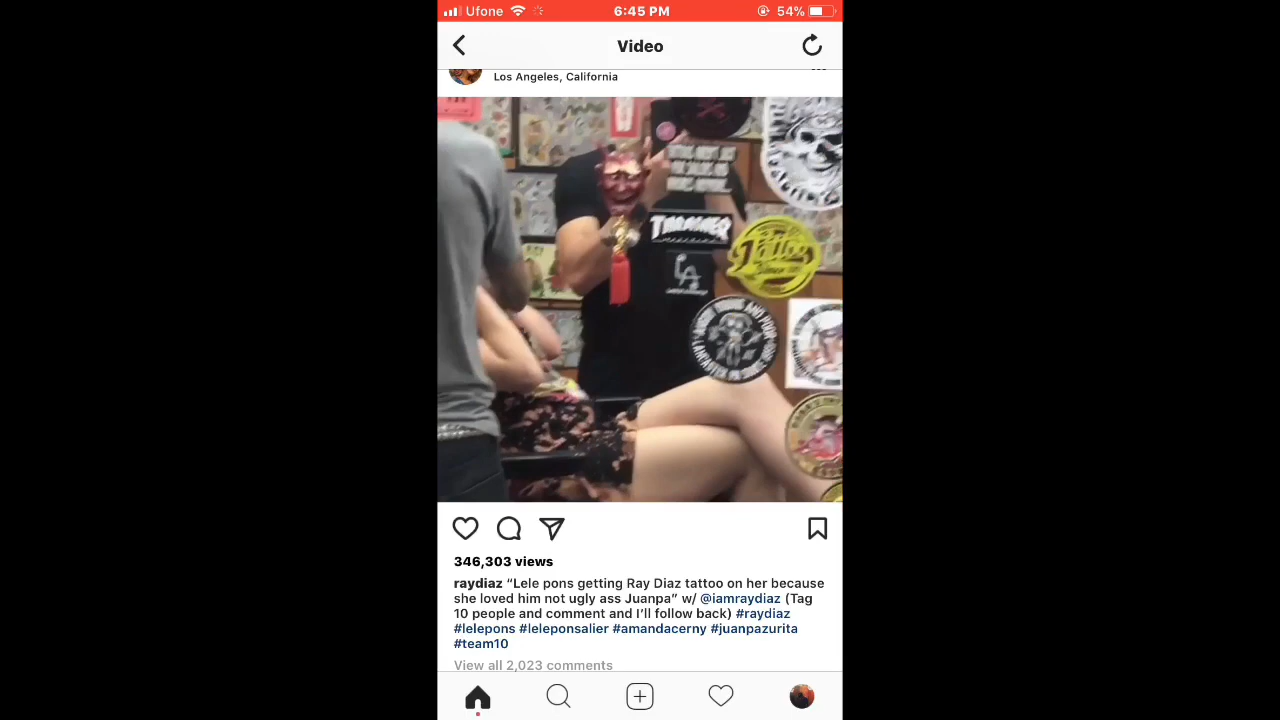 Ufone
6:45 PM
54%
Video
Los Angeles, California
THRASHER
LA
346,303 views
raydiaz “Lele pons getting Ray Diaz tattoo on her because
she loved him not ugly ass Juanpa” w/ @iamraydiaz (Tag
10 people and comment and I’ll follow back) #raydiaz
#lelepons #leleponsalier #amandacerny #juanpazurita
#team10
View all 2,023 comments